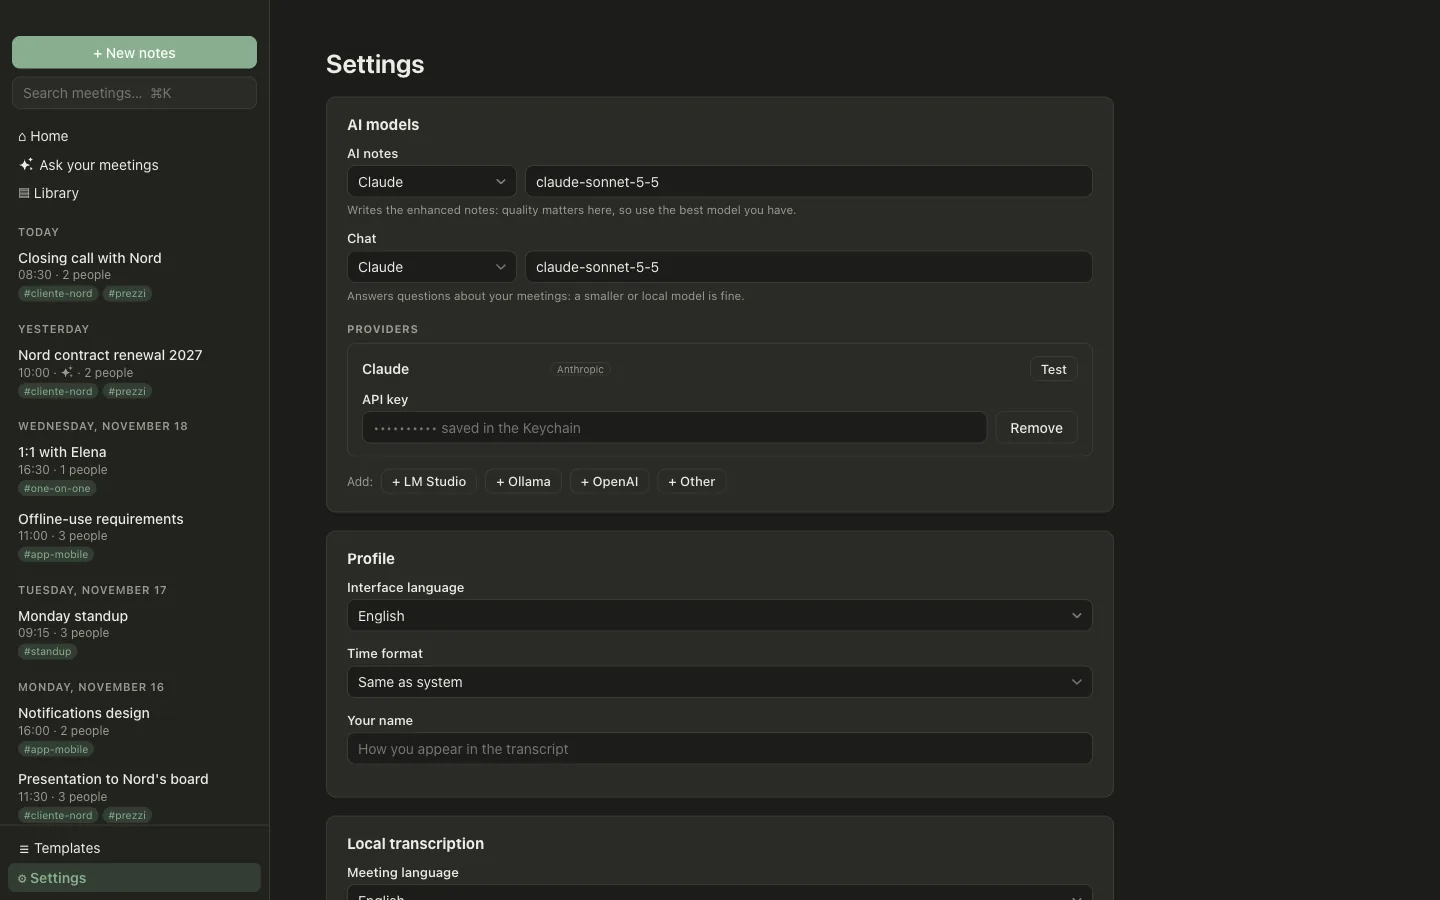 + New notes
Search meetings... ⌘K
Home
Ask your meetings
Library
TODAY
Closing call with Nord
08:30 · 2 people
#cliente-nord #prezzi
YESTERDAY
Nord contract renewal 2027
10:00 · ✨ · 2 people
#cliente-nord #prezzi
WEDNESDAY, NOVEMBER 18
1:1 with Elena
16:30 · 1 people
#one-on-one
Offline-use requirements
11:00 · 3 people
#app-mobile
TUESDAY, NOVEMBER 17
Monday standup
09:15 · 3 people
#standup
MONDAY, NOVEMBER 16
Notifications design
16:00 · 2 people
#app-mobile
Presentation to Nord's board
11:30 · 3 people
#cliente-nord #prezzi
Templates
Settings
Settings
AI models
AI notes
Claude claude-sonnet-5-5
Writes the enhanced notes: quality matters here, so use the best model you have.
Chat
Claude claude-sonnet-5-5
Answers questions about your meetings: a smaller or local model is fine.
PROVIDERS
Claude Anthropic Test
API key
•••••••••• saved in the Keychain Remove
Add: + LM Studio + Ollama + OpenAI + Other
Profile
Interface language
English
Time format
Same as system
Your name
How you appear in the transcript
Local transcription
Meeting language
English